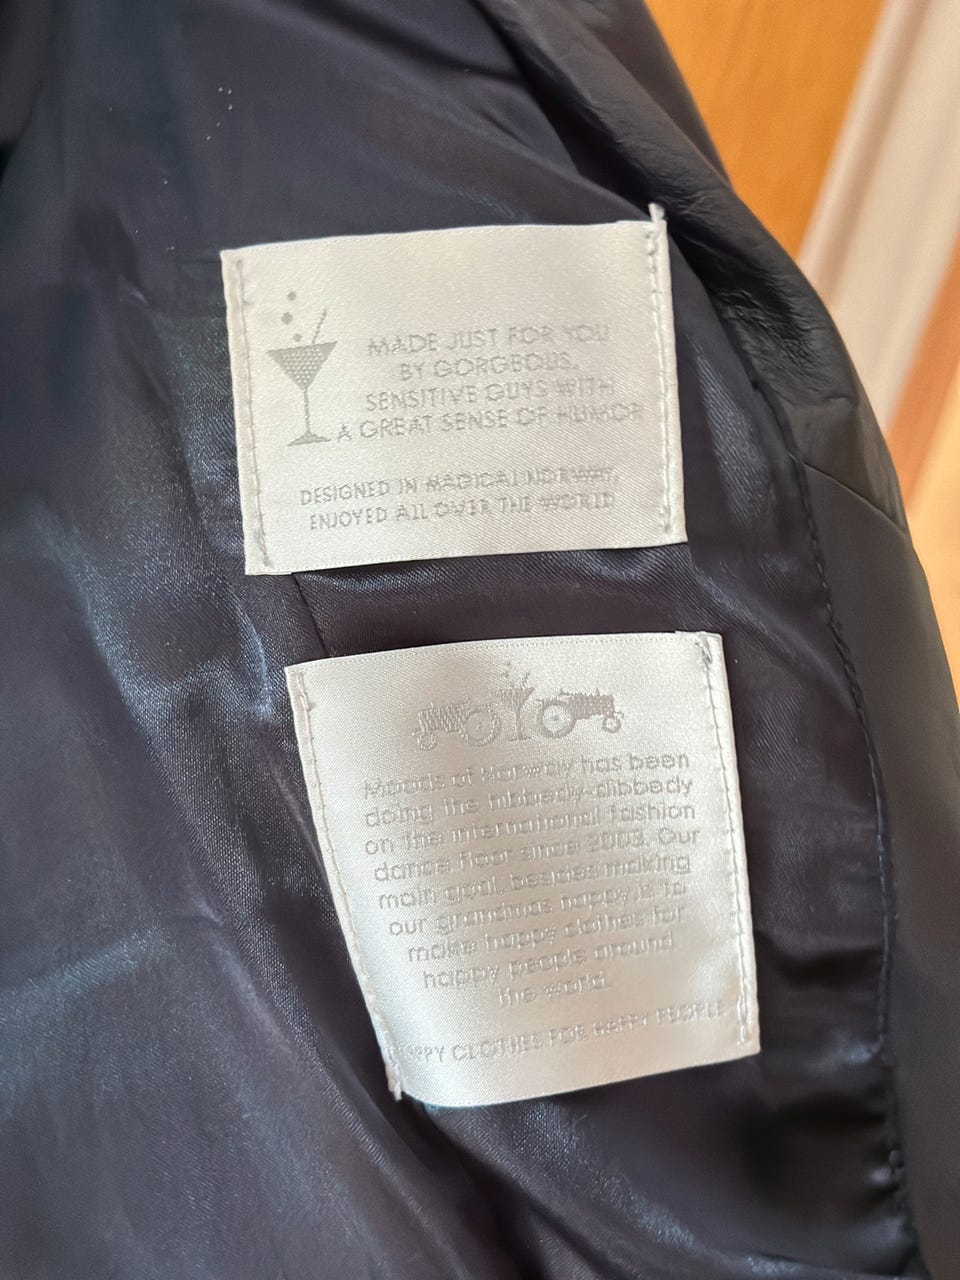 MADE JUST FOR YOU
BY GORGEOUS,
SENSITIVE GUYS WITH
A GREAT SENSE OF HUMOR
DESIGNED IN MAGICAL NORWAY,
ENJOYED ALL OVER THE WORLD
Moods of Norway has been
doing the hibbedy-dibbedy
on the international fashion
dance floor since 2003. Our
main goal, besides making
our grandmas happy, is to
make happy clothes for
happy people around
the world.
HAPPY CLOTHES FOR HAPPY PEOPLE